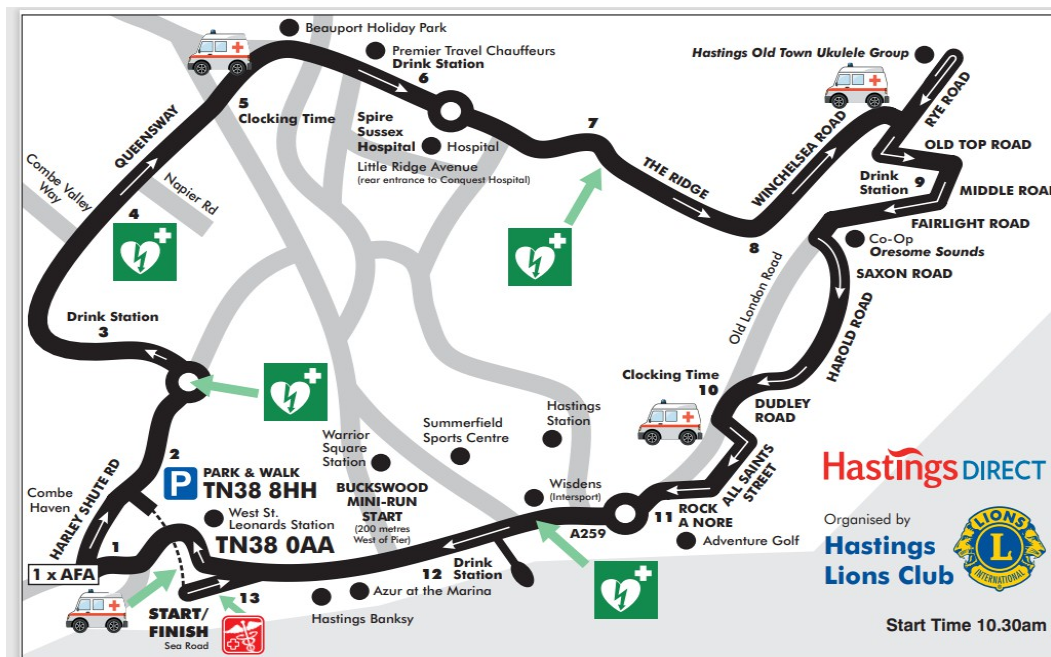 Beauport Holiday Park
Premier Travel Chauffeurs
Drink Station
6
Hastings Old Town Ukulele Group
5
Clocking Time
Spire
Sussex
Hospital
Hospital
Little Ridge Avenue
(rear entrance to Conquest Hospital)
7
THE RIDGE
WINCHELSEA ROAD
RYE ROAD
OLD TOP ROAD
Drink
Station
9
MIDDLE ROAD
FAIRLIGHT ROAD
QUEENSWAY
Combe Valley
Way
Napier Rd
4
8
Co-Op
Oresome Sounds
SAXON ROAD
Old London Road
HAROLD ROAD
Drink Station
3
Clocking Time
10
DUDLEY
ROAD
ALL SAINTS
STREET
Hastings
Station
Summerfield
Sports Centre
Warrior
Square
Station
2
P
PARK & WALK
TN38 8HH
BUCKSWOOD
MINI-RUN
START
(200 metres
West of Pier)
Wisdens
(Intersport)
A259
11
ROCK
A NORE
Adventure Golf
Combe
Haven
HARLEY SHUTE RD
West St.
Leonards Station
TN38 0AA
1
1 x AFA
12
Drink
Station
Azur at the Marina
Hastings Banksy
13
START/
FINISH
Sea Road
Hastings DIRECT
Organised by
Hastings
Lions Club
LIONS
L
INTERNATIONAL
Start Time 10.30am